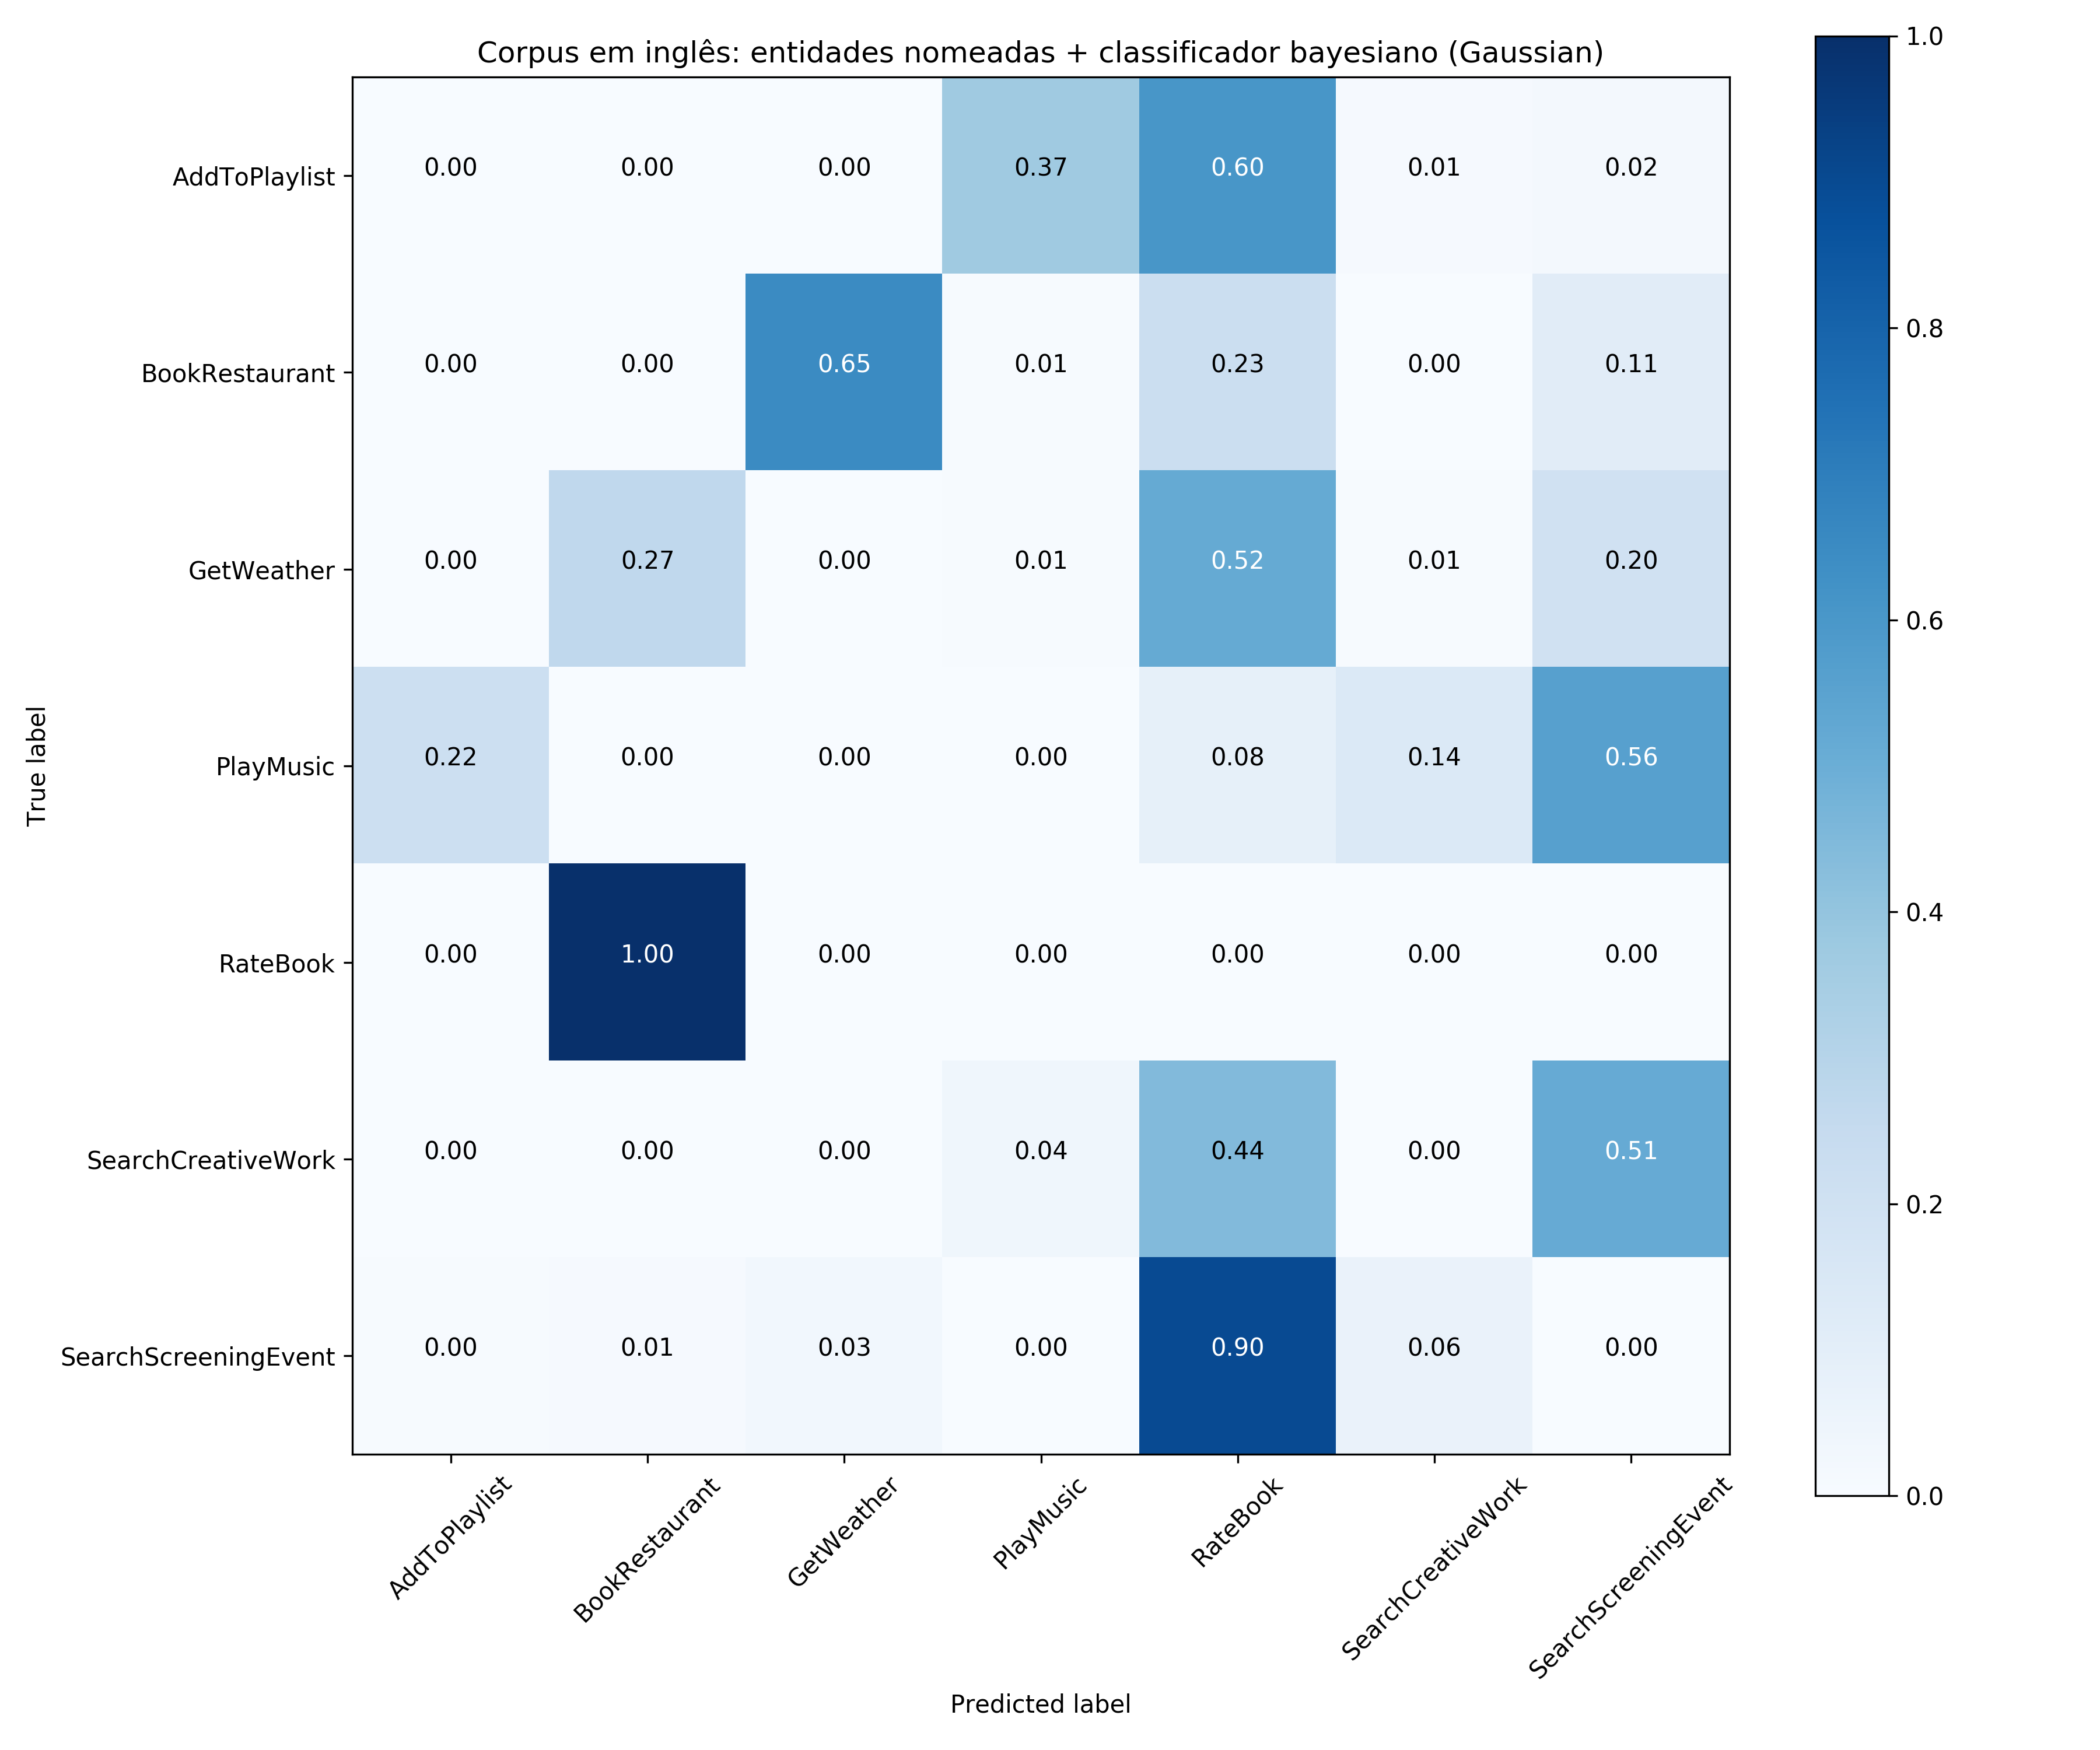 Corpus em inglês: entidades nomeadas + classificador bayesiano (Gaussian)
True label
AddToPlaylist 0.00 0.00 0.00 0.37 0.60 0.01 0.02
BookRestaurant 0.00 0.00 0.65 0.01 0.23 0.00 0.11
GetWeather 0.00 0.27 0.00 0.01 0.52 0.01 0.20
PlayMusic 0.22 0.00 0.00 0.00 0.08 0.14 0.56
RateBook 0.00 1.00 0.00 0.00 0.00 0.00 0.00
SearchCreativeWork 0.00 0.00 0.00 0.04 0.44 0.00 0.51
SearchScreeningEvent 0.00 0.01 0.03 0.00 0.90 0.06 0.00
AddToPlaylist BookRestaurant GetWeather PlayMusic RateBook SearchCreativeWork SearchScreeningEvent
Predicted label
1.0
0.8
0.6
0.4
0.2
0.0